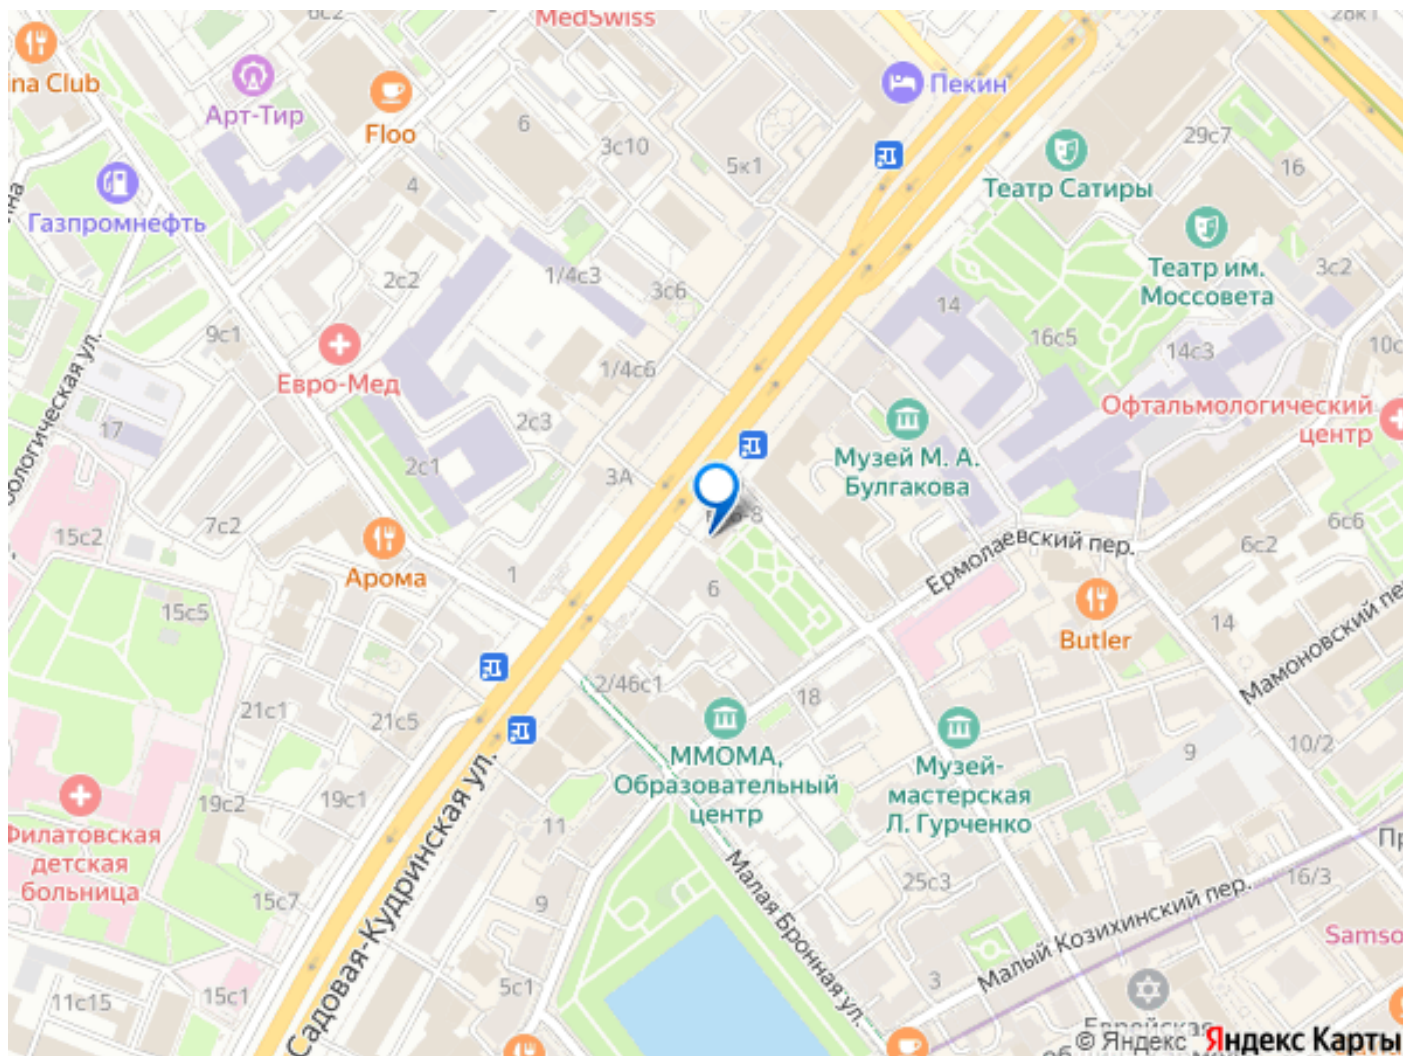 6с2
MedSwiss
28к1
ina Club
Арт-Тир
Floo
Пекин
6
3с10
5к1
29с7
16
Театр Сатиры
4
Газпромнефть
Театр им.
Моссовета
3с2
2с2
1/4с3
3с6
14
9с1
16с5
14с3
10с
Евро-Мед
1/4с6
Офтальмологический
центр
17
2с3
Музей М. А.
Булгакова
2с1
3А
7с2
15с2
6с6
6с2
Ермолаевский пер.
Арома
1
6
15с5
Butler
14
Мамоновский пе
2/46с1
18
21с1
21с5
ММОМА,
Образовательный
центр
Музей-
мастерская
Л. Гурченко
9
10/2
19с2
19с1
11
Филатовская
детская
больница
Садовая-Кудринская ул.
Малая Бронная ул.
25с3
16/3
Пр
15с7
9
Малый Козихинский пер.
Samso
11с15
15с1
5с1
3
Еврейская
© Яндекс Яндекс Карты